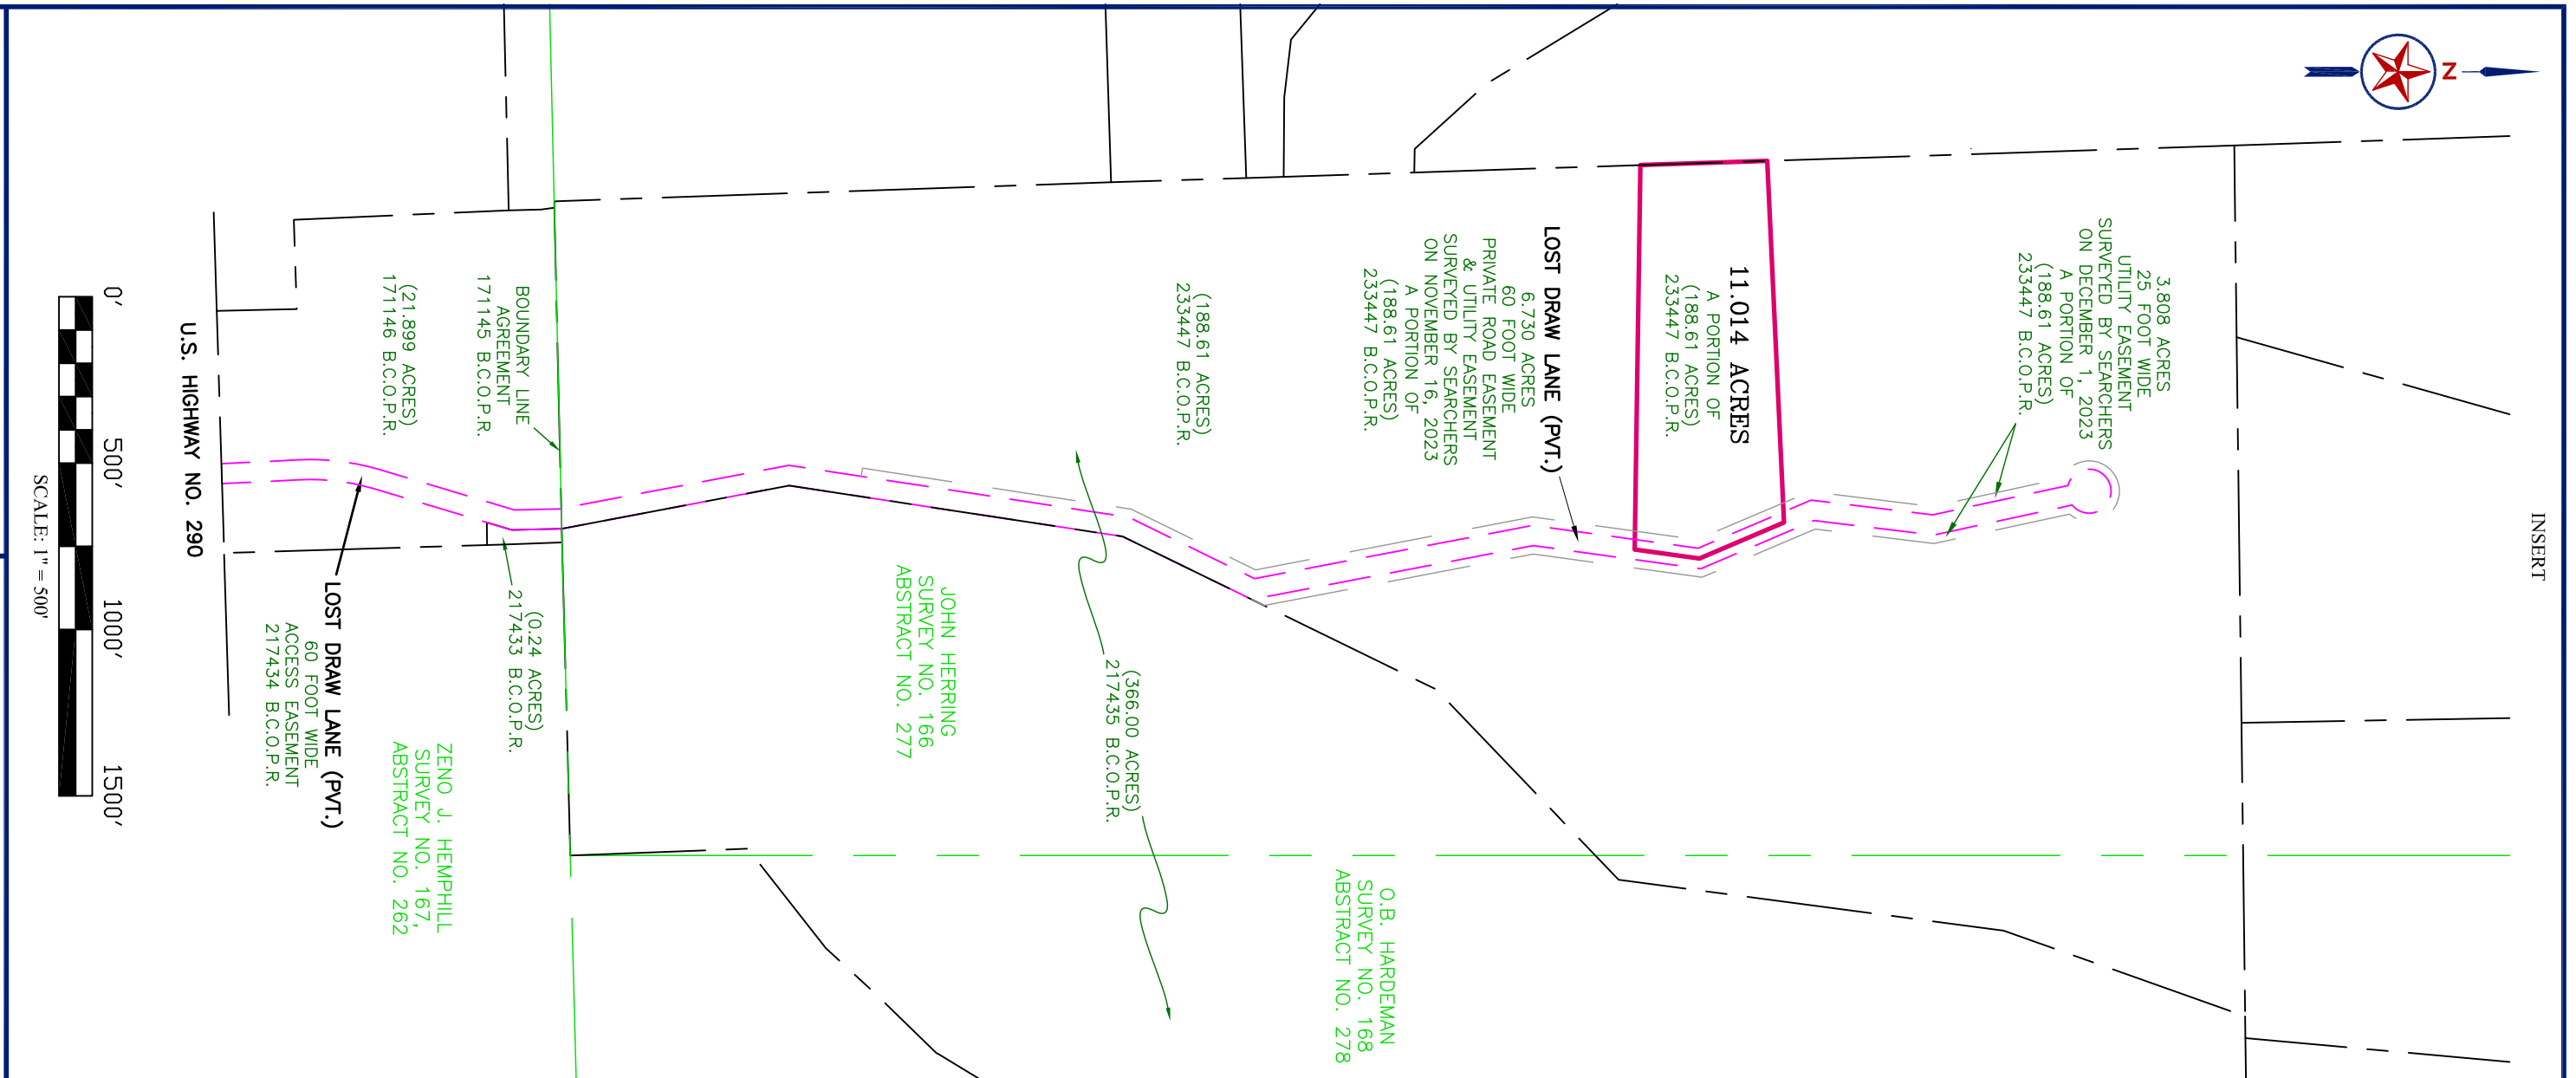 INSERT
N
3.808 ACRES
25 FOOT WIDE
UTILITY EASEMENT
SURVEYED BY SEARCHERS
ON DECEMBER 1, 2023
A PORTION OF
(188.61 ACRES)
233447 B.C.O.P.R.
11.014 ACRES
A PORTION OF
(188.61 ACRES)
233447 B.C.O.P.R.
LOST DRAW LANE (PVT.)
6.730 ACRES
60 FOOT WIDE
PRIVATE ROAD EASEMENT
& UTILITY EASEMENT
SURVEYED BY SEARCHERS
ON NOVEMBER 16, 2023
A PORTION OF
(188.61 ACRES)
233447 B.C.O.P.R.
O.B. HARDEMAN
SURVEY NO. 168
ABSTRACT NO. 278
(188.61 ACRES)
233447 B.C.O.P.R.
(366.00 ACRES)
217435 B.C.O.P.R.
JOHN HERRING
SURVEY NO. 166
ABSTRACT NO. 277
BOUNDARY LINE
AGREEMENT
171145 B.C.O.P.R.
(0.24 ACRES)
217433 B.C.O.P.R.
(21.899 ACRES)
171146 B.C.O.P.R.
ZENO J. HEMPHILL
SURVEY NO. 167,
ABSTRACT NO. 262
LOST DRAW LANE (PVT.)
60 FOOT WIDE
ACCESS EASEMENT
217434 B.C.O.P.R.
U.S. HIGHWAY NO. 290
0' 500' 1000' 1500'
SCALE: 1" = 500'